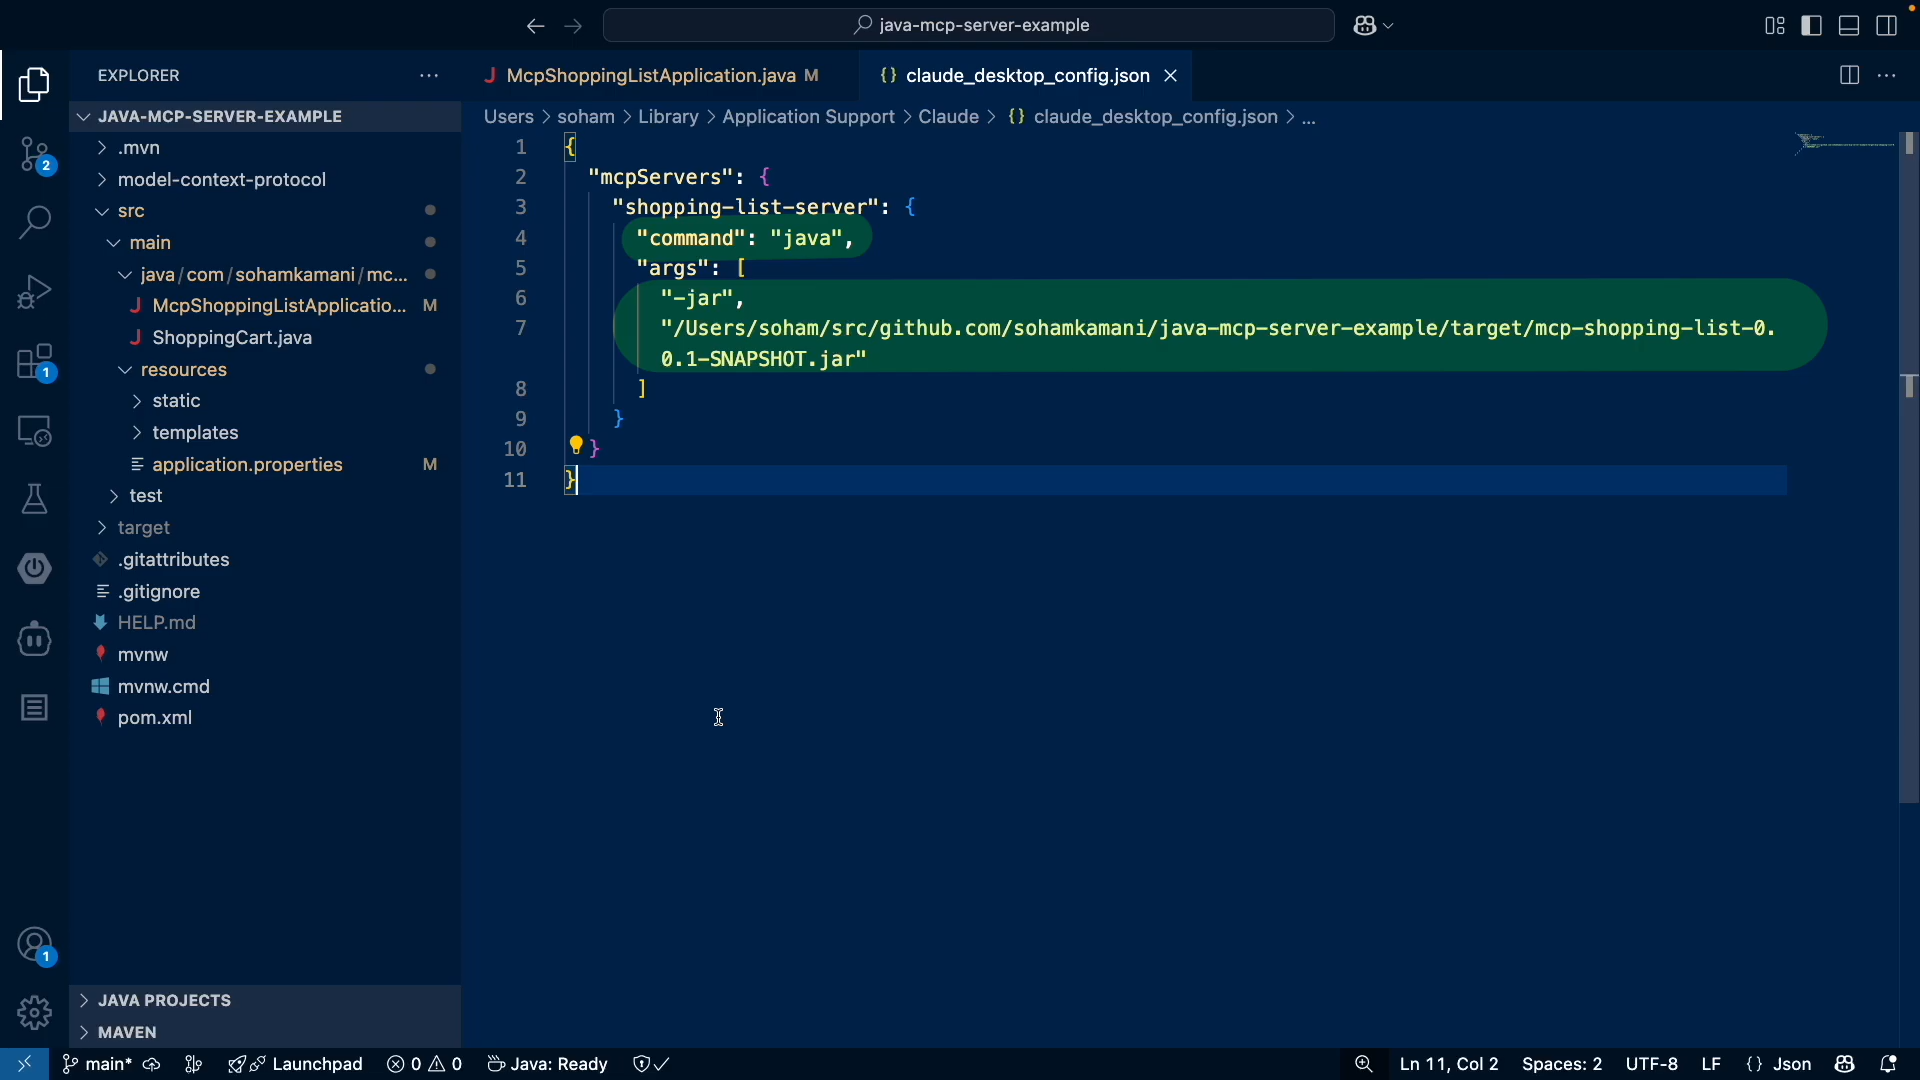 java-mcp-server-example
EXPLORER
JAVA-MCP-SERVER-EXAMPLE
.mvn
model-context-protocol
src
main
java/com/sohamkamani/mc...
McpShoppingListApplicatio... M
ShoppingCart.java
resources
static
templates
application.properties M
test
target
.gitattributes
.gitignore
HELP.md
mvnw
mvnw.cmd
pom.xml
JAVA PROJECTS
MAVEN
2
1
1
J McpShoppingListApplication.java M
{} claude_desktop_config.json
Users > soham > Library > Application Support > Claude > {} claude_desktop_config.json > ...
1 {
2 "mcpServers": {
3 "shopping-list-server": {
4 "command": "java",
5 "args": [
6 "-jar",
7 "/Users/soham/src/github.com/sohamkamani/java-mcp-server-example/target/mcp-shopping-list-0.
0.1-SNAPSHOT.jar"
8 ]
9 }
10 }
11 }
main* Launchpad 0 0 Java: Ready Ln 11, Col 2 Spaces: 2 UTF-8 LF {} Json